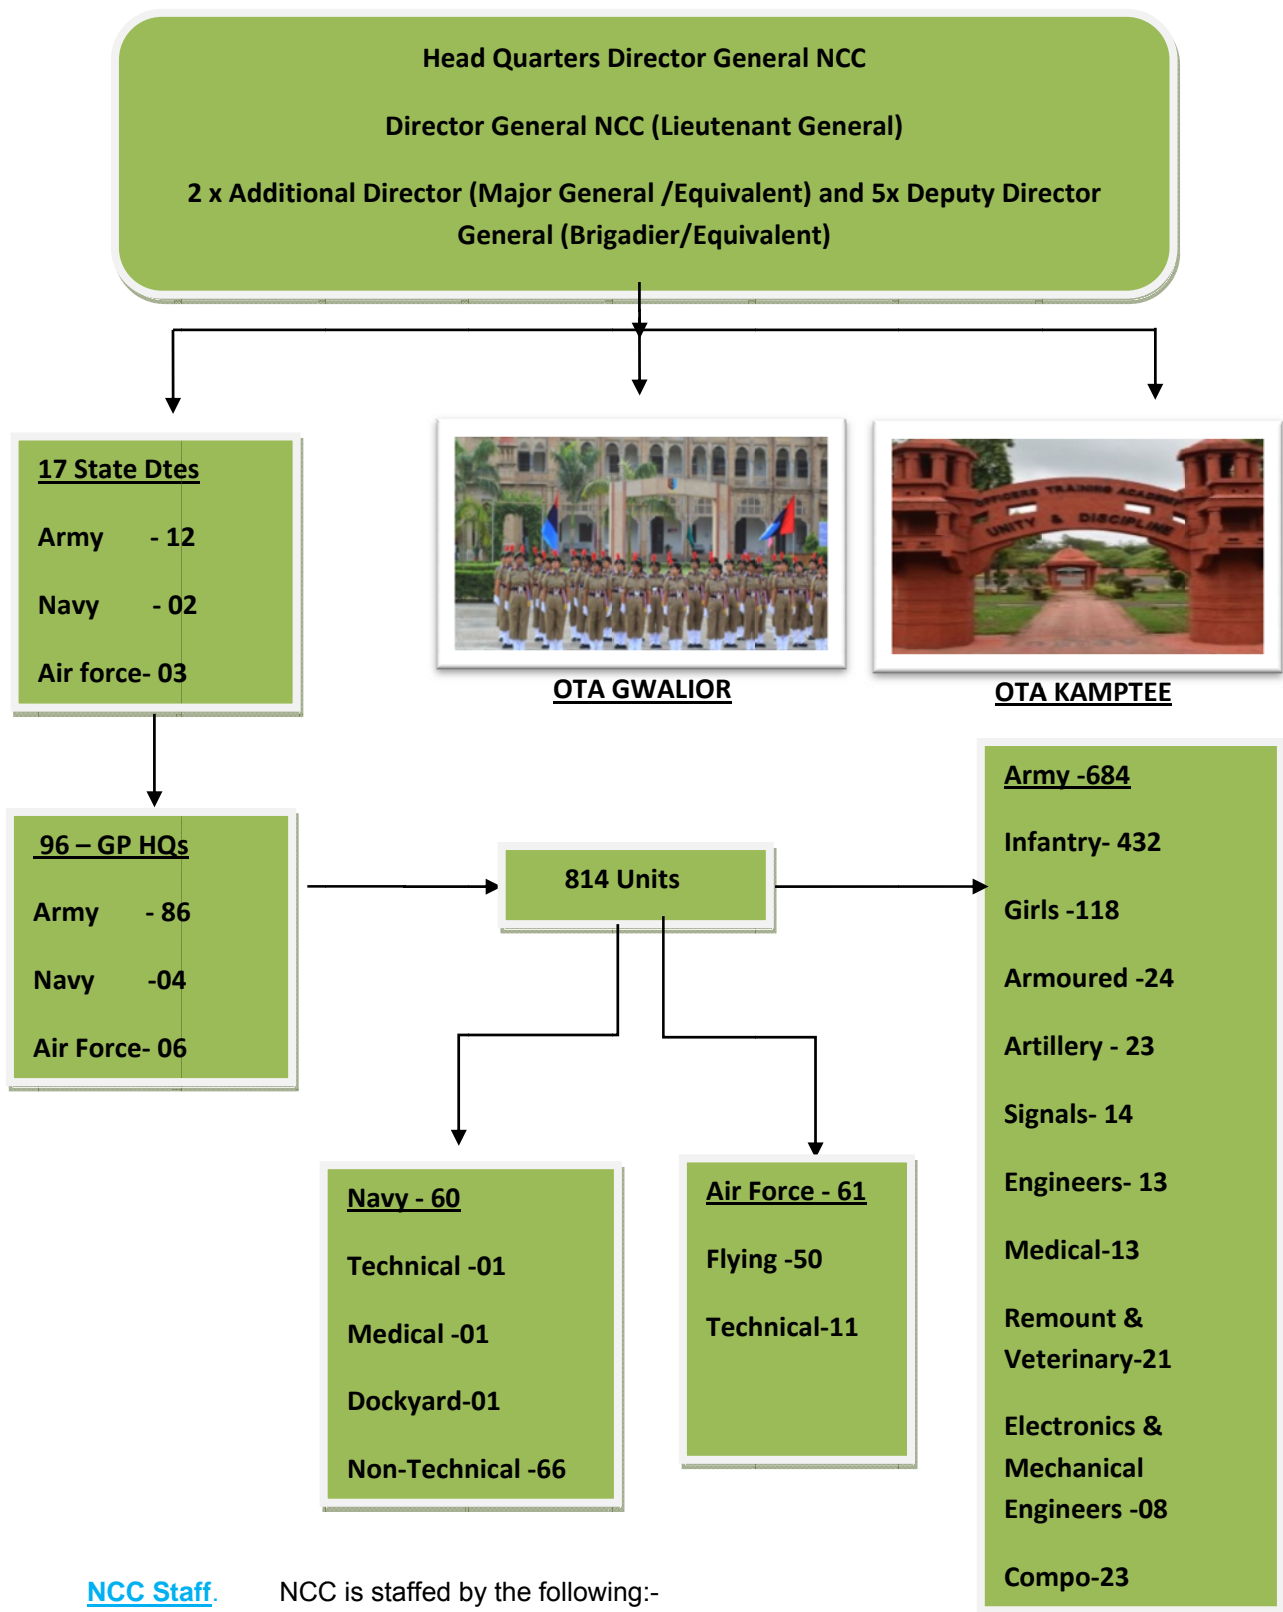 Head Quarters Director General NCC
Director General NCC (Lieutenant General)
2 x Additional Director (Major General /Equivalent) and 5x Deputy Director
General (Brigadier/Equivalent)
17 State Dtes
Army - 12
Navy - 02
Air force- 03
OFFICERS TRAINING ACADEMY
UNITY & DISCIPLINE
OTA GWALIOR
OTA KAMPTEE
96 – GP HQs
Army - 86
Navy -04
Air Force- 06
814 Units
Army -684
Infantry- 432
Girls -118
Armoured -24
Artillery - 23
Signals- 14
Engineers- 13
Medical-13
Remount &
Veterinary-21
Electronics &
Mechanical
Engineers -08
Compo-23
Navy - 60
Technical -01
Medical -01
Dockyard-01
Non-Technical -66
Air Force - 61
Flying -50
Technical-11
NCC Staff. NCC is staffed by the following:-